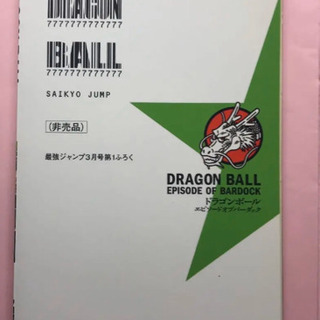 DRAGON
7777777777777
BALL
7777777777777
SAIKYO JUMP
(非売品)
最強ジャンプ3月号第1ふろく
DRAGON BALL
EPISODE OF BARDOCK
ドラゴンボール
エピソードオブバーダック